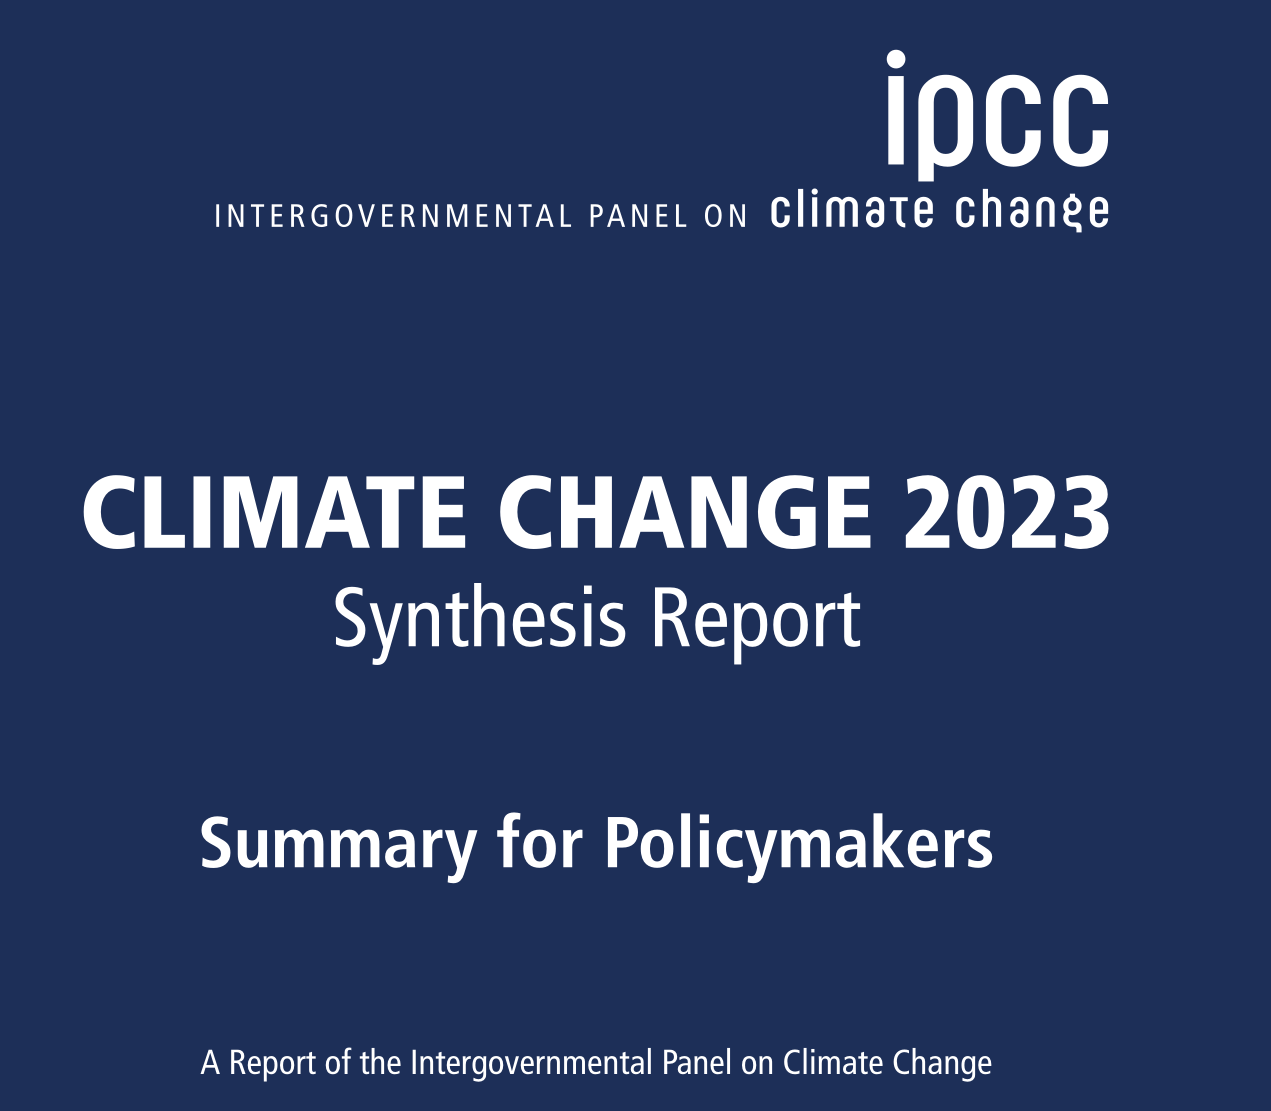 ipcc
INTERGOVERNMENTAL PANEL ON climate change
CLIMATE CHANGE 2023
Synthesis Report
Summary for Policymakers
A Report of the Intergovernmental Panel on Climate Change